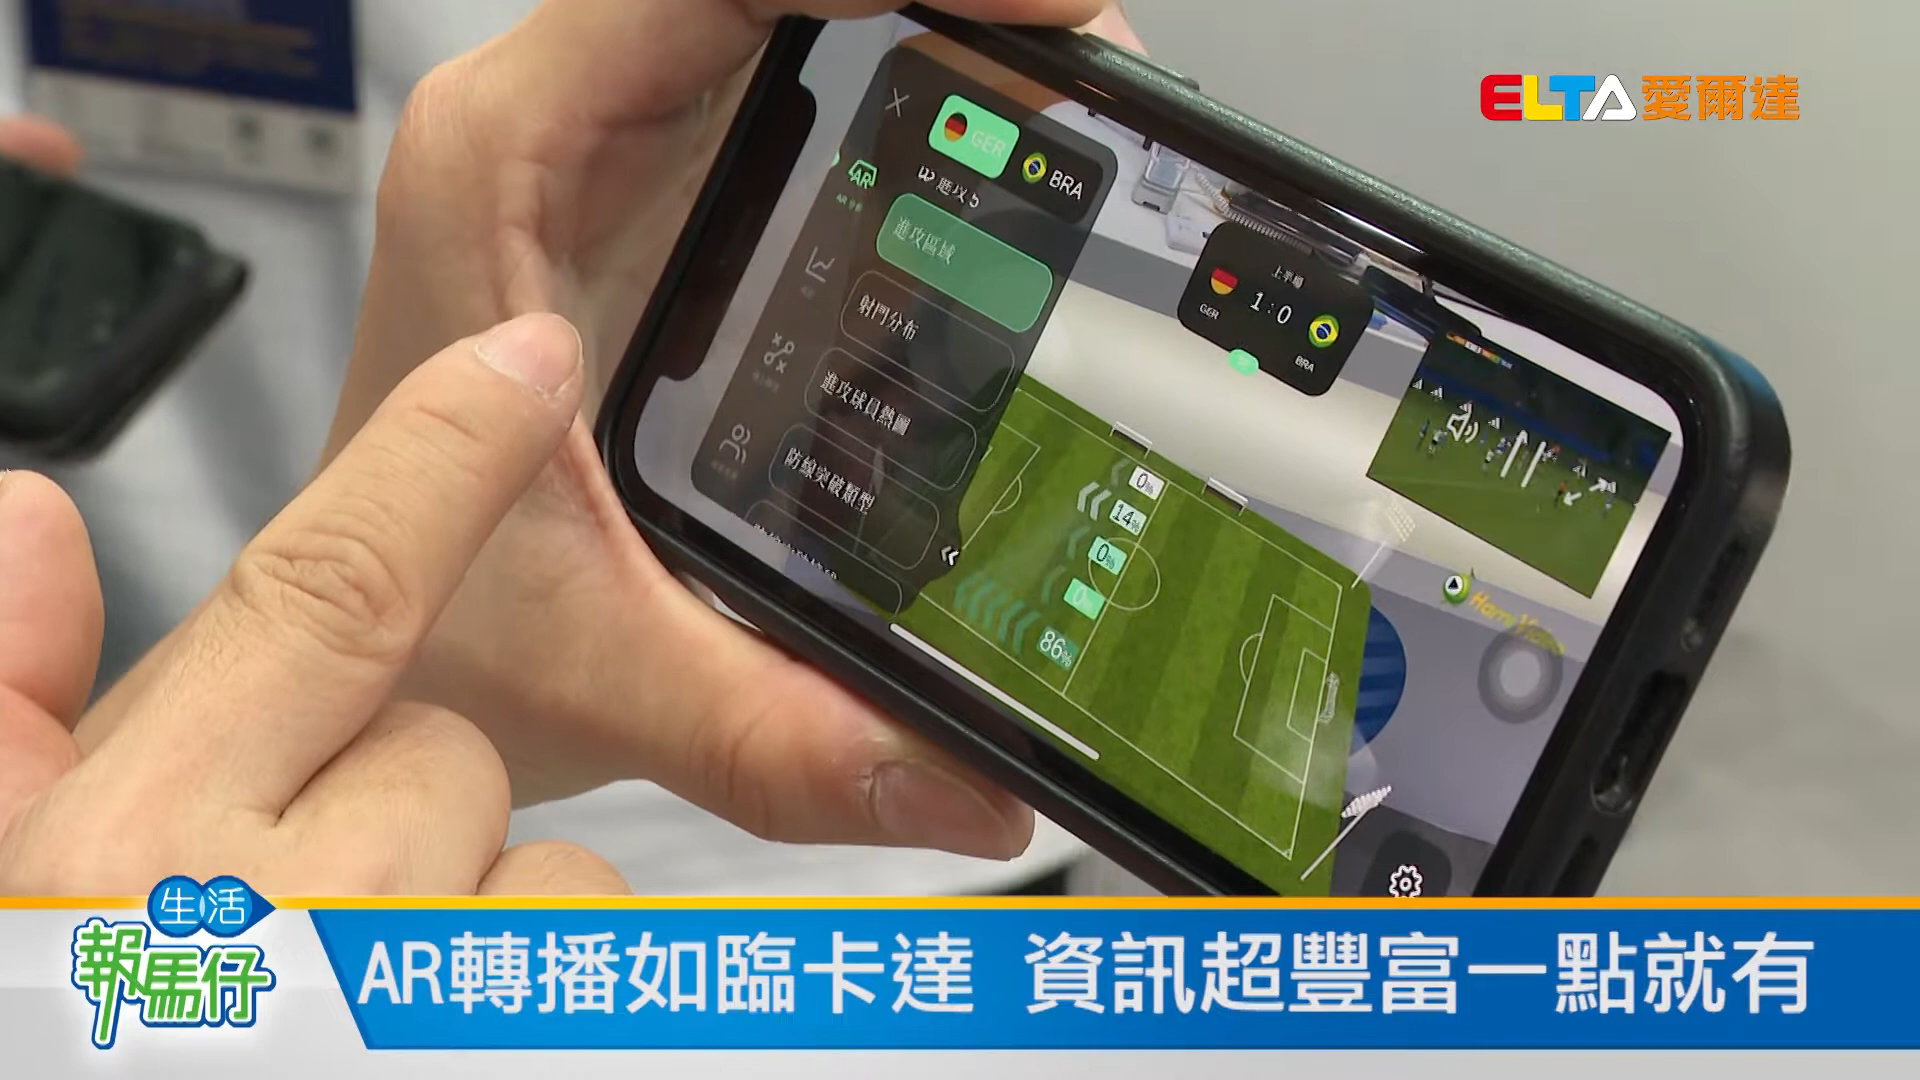 ELTA愛爾達
GER
BRA
AR
進攻區域
射門分布
進攻球員熱圖
防線突破類型
上半場
1:0
GER
BRA
0%
14%
0%
0%
86%
生活
報馬仔
AR轉播如臨卡達 資訊超豐富一點就有